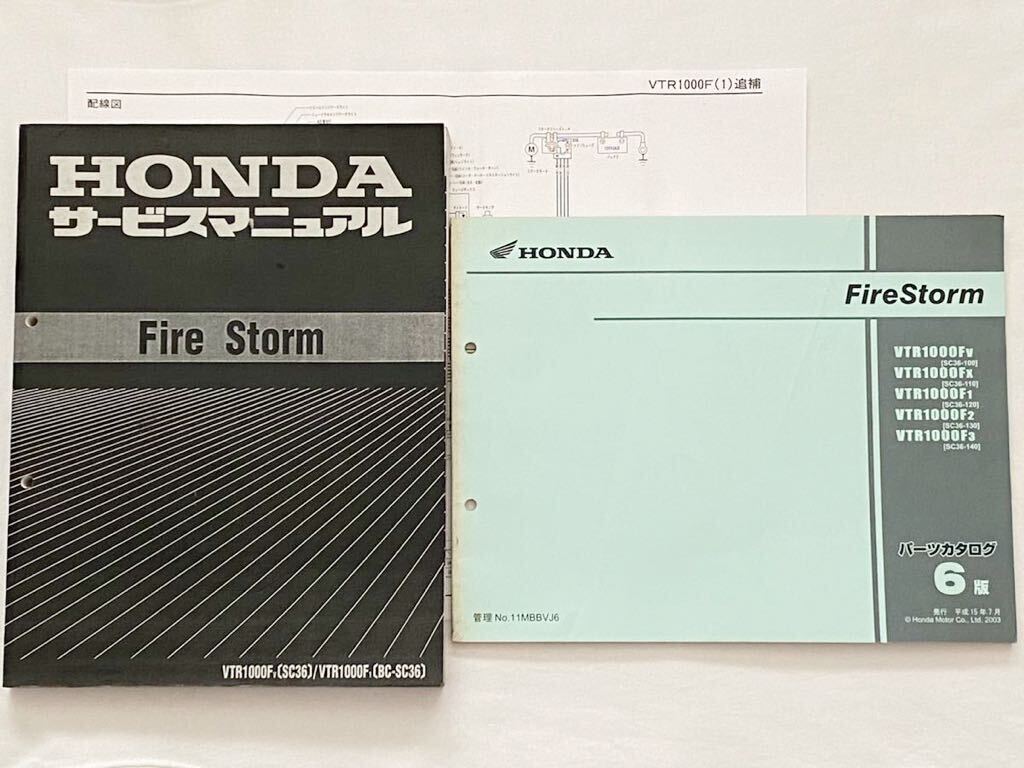 VTR1000F(1)追補
配線図
HONDA
サービスマニュアル
Fire Storm
VTR1000FV(SC36)/VTR1000F1(BC-SC36)
HONDA
FireStorm
VTR1000FV
[SC36-100]
VTR1000FX
[SC36-110]
VTR1000F1
[SC36-120]
VTR1000F2
[SC36-130]
VTR1000F3
[SC36-140]
パーツカタログ
6版
管理 No.11MBBVJ6
発行 平成15年7月
© Honda Motor Co., Ltd. 2003